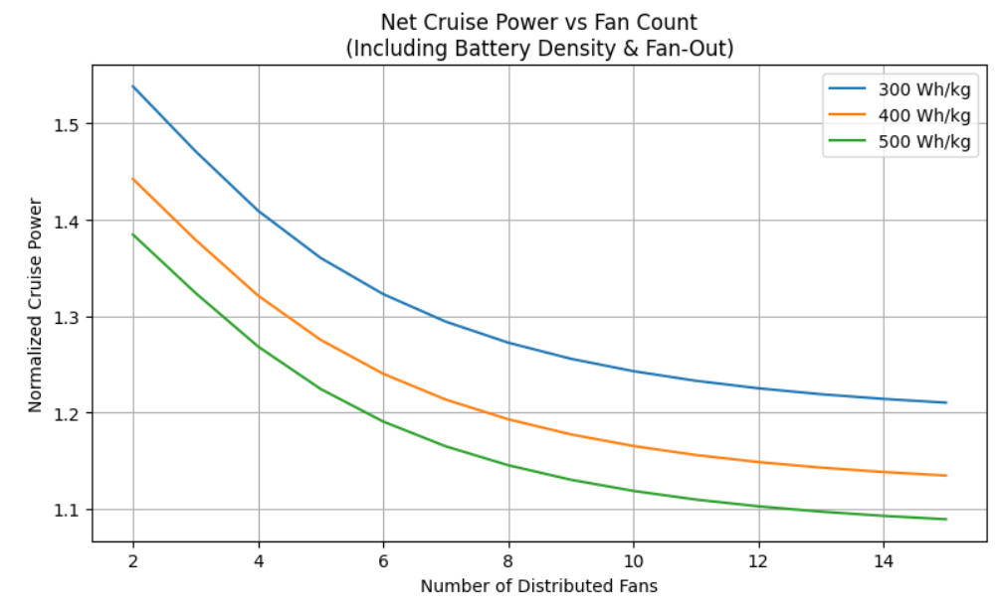 Net Cruise Power vs Fan Count
(Including Battery Density & Fan-Out)
300 Wh/kg
400 Wh/kg
500 Wh/kg
Normalized Cruise Power
1.5
1.4
1.3
1.2
1.1
2 4 6 8 10 12 14
Number of Distributed Fans